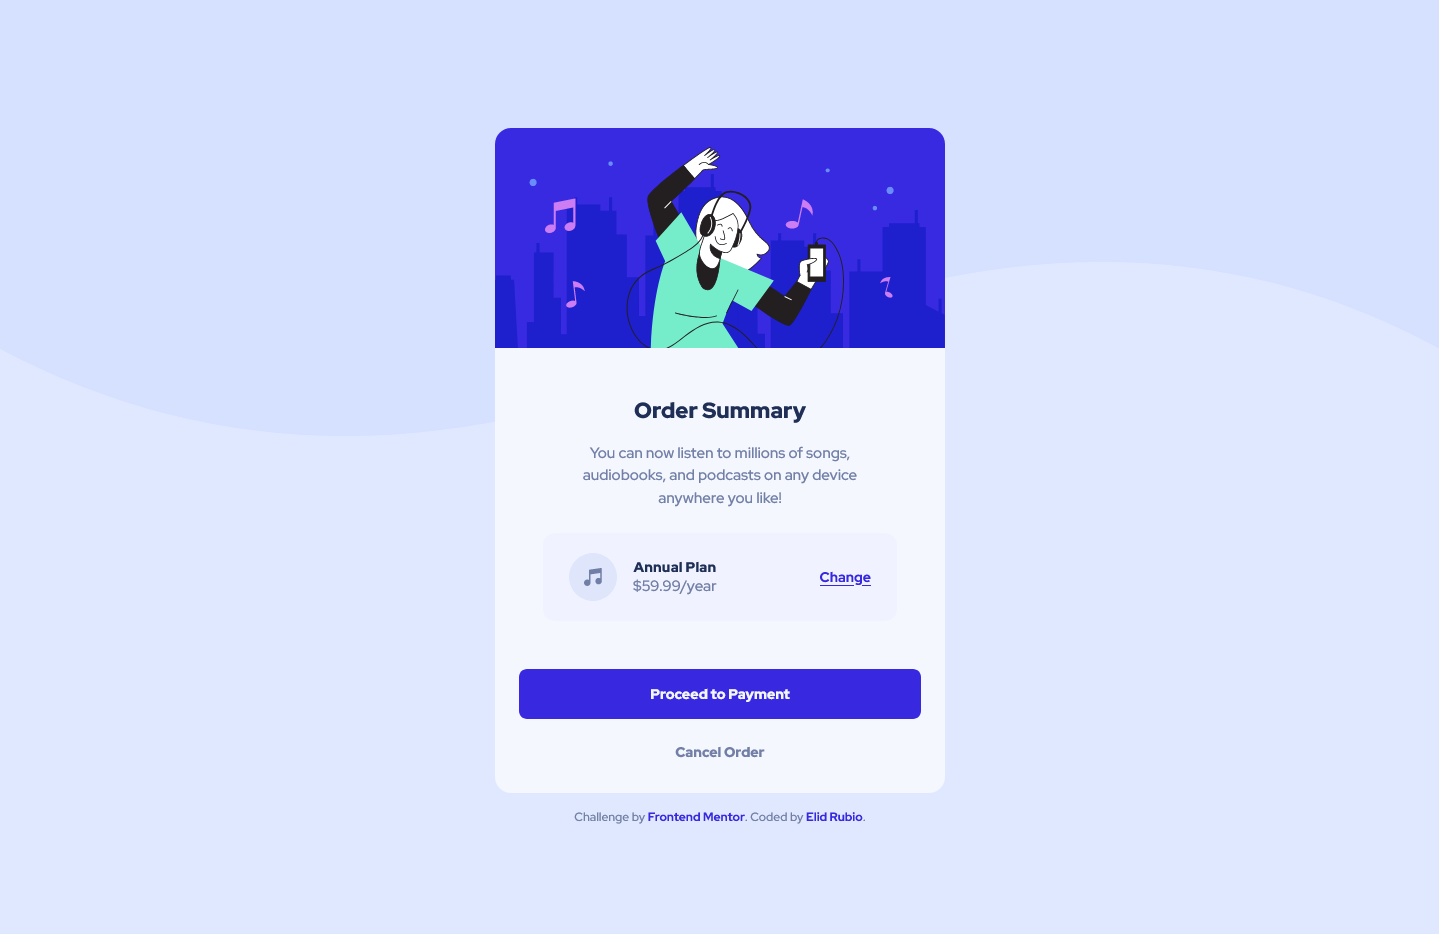 Order Summary
You can now listen to millions of songs,
audiobooks, and podcasts on any device
anywhere you like!
Annual Plan
$59.99/year
Change
Proceed to Payment
Cancel Order
Challenge by Frontend Mentor. Coded by Elid Rubio.